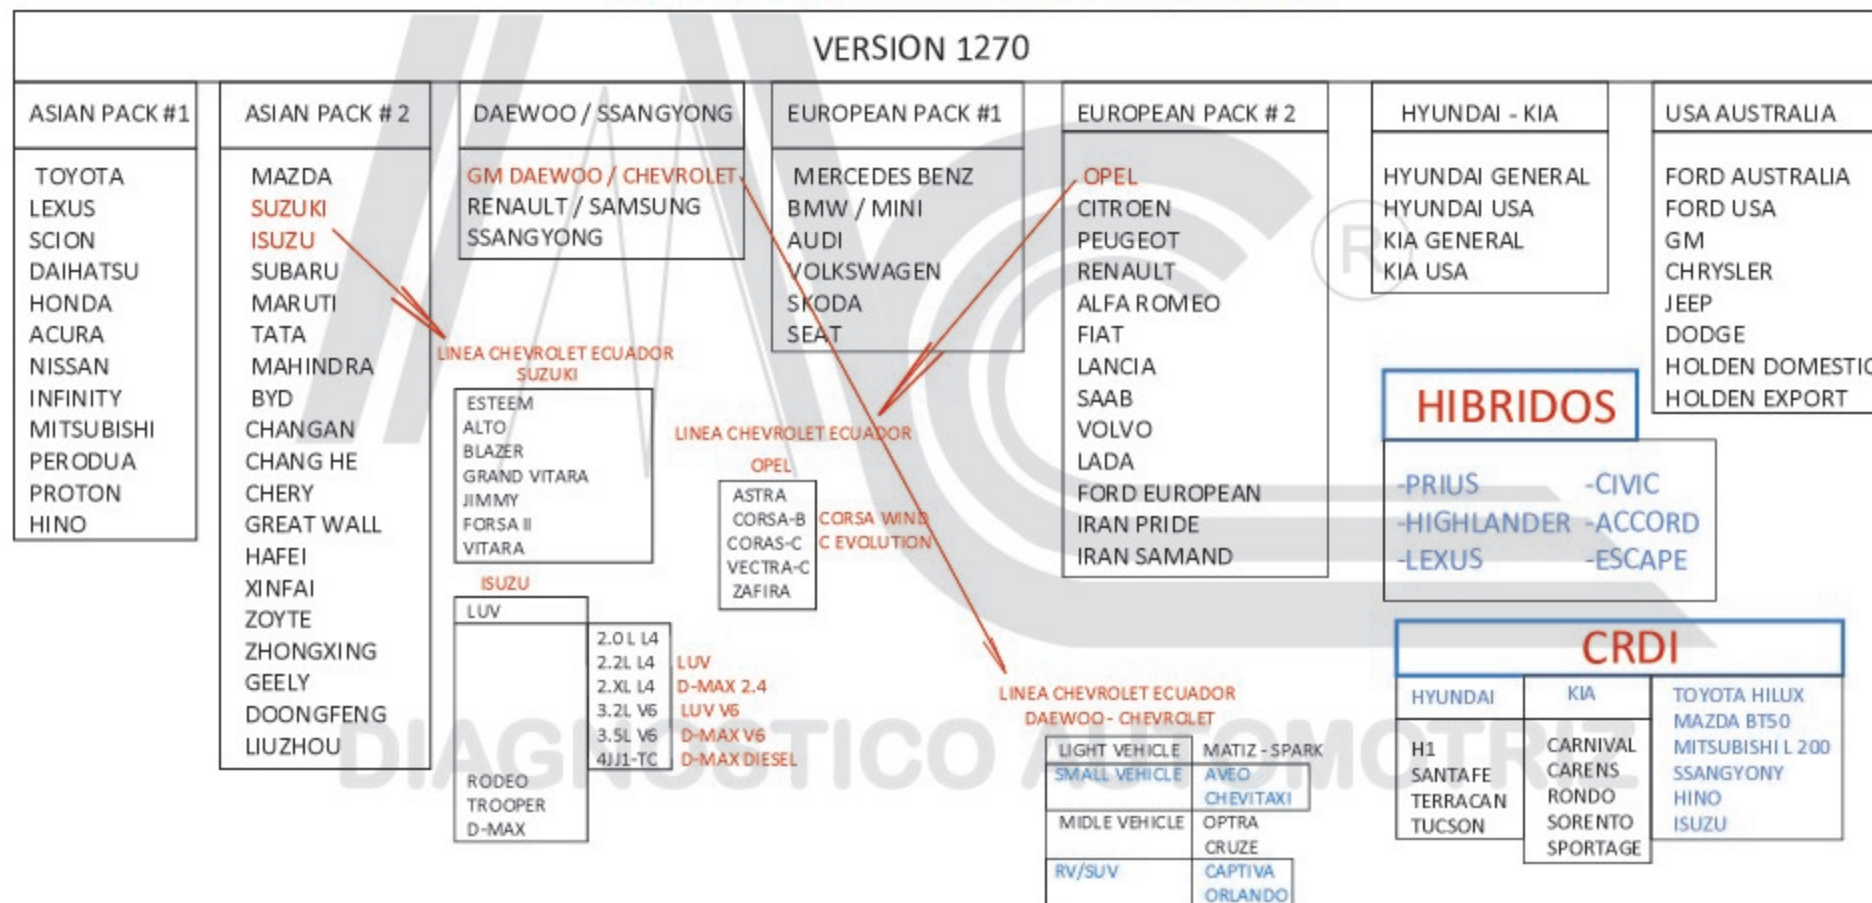 VERSION 1270
ASIAN PACK #1
TOYOTA
LEXUS
SCION
DAIHATSU
HONDA
ACURA
NISSAN
INFINITY
MITSUBISHI
PERODUA
PROTON
HINO
ASIAN PACK # 2
MAZDA
SUZUKI
ISUZU
SUBARU
MARUTI
TATA
MAHINDRA
BYD
CHANGAN
CHANG HE
CHERY
GREAT WALL
HAFEI
XINFAI
ZOYTE
ZHONGXING
GEELY
DOONGFENG
LIUZHOU
DAEWOO / SSANGYONG
GM DAEWOO / CHEVROLET
RENAULT / SAMSUNG
SSANGYONG
EUROPEAN PACK #1
MERCEDES BENZ
BMW / MINI
AUDI
VOLKSWAGEN
SKODA
SEAT
EUROPEAN PACK # 2
OPEL
CITROEN
PEUGEOT
RENAULT
ALFA ROMEO
FIAT
LANCIA
SAAB
VOLVO
LADA
FORD EUROPEAN
IRAN PRIDE
IRAN SAMAND
HYUNDAI - KIA
HYUNDAI GENERAL
HYUNDAI USA
KIA GENERAL
KIA USA
USA AUSTRALIA
FORD AUSTRALIA
FORD USA
GM
CHRYSLER
JEEP
DODGE
HOLDEN DOMESTIC
HOLDEN EXPORT
LINEA CHEVROLET ECUADOR
SUZUKI
ESTEEM
ALTO
BLAZER
GRAND VITARA
JIMMY
FORSA II
VITARA
ISUZU
LUV
2.0 L L4
2.2L L4 LUV
2.XL L4 D-MAX 2.4
3.2L V6 LUV V6
3.5L V6 D-MAX V6
4JJ1-TC D-MAX DIESEL
RODEO
TROOPER
D-MAX
LINEA CHEVROLET ECUADOR
OPEL
ASTRA
CORSA-B CORSA WIND
CORAS-C C EVOLUTION
VECTRA-C
ZAFIRA
LINEA CHEVROLET ECUADOR
DAEWOO - CHEVROLET
LIGHT VEHICLE MATIZ - SPARK
SMALL VEHICLE AVEO
CHEVITAXI
MIDLE VEHICLE OPTRA
CRUZE
RV/SUV CAPTIVA
ORLANDO
HIBRIDOS
-PRIUS -CIVIC
-HIGHLANDER -ACCORD
-LEXUS -ESCAPE
CRDI
HYUNDAI
H1
SANTAFE
TERRACAN
TUCSON
KIA
CARNIVAL
CARENS
RONDO
SORENTO
SPORTAGE
TOYOTA HILUX
MAZDA BT50
MITSUBISHI L 200
SSANGYONY
HINO
ISUZU
®
DIAGNOSTICO AUTOMOTRIZ